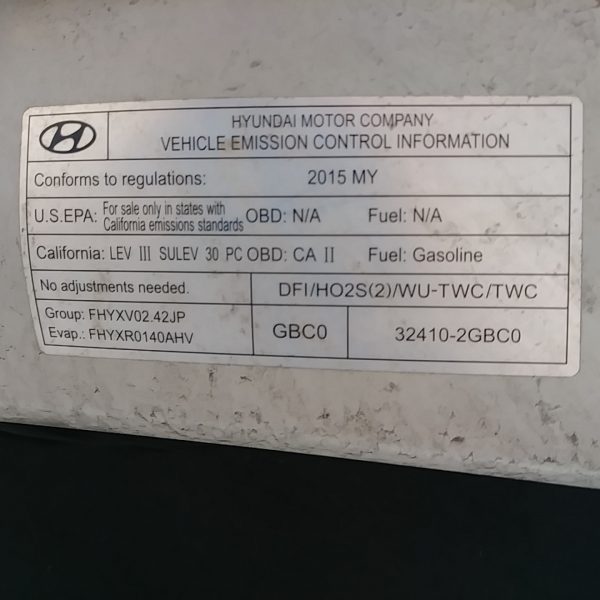 HYUNDAI MOTOR COMPANY
VEHICLE EMISSION CONTROL INFORMATION
Conforms to regulations: 2015 MY
U.S.EPA: For sale only in states with California emissions standards OBD: N/A Fuel: N/A
California: LEV III SULEV 30 PC OBD: CA II Fuel: Gasoline
No adjustments needed. DFI/HO2S(2)/WU-TWC/TWC
Group: FHYXV02.42JP
Evap.: FHYXR0140AHV
GBC0 32410-2GBC0